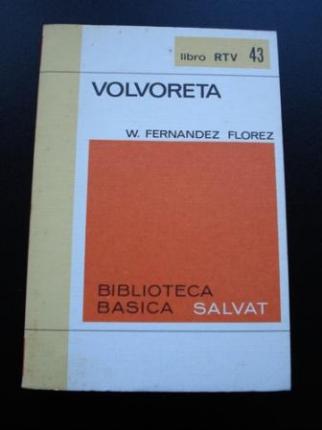 libro RTV 43
VOLVORETA
W. FERNANDEZ FLOREZ
BIBLIOTECA
BASICA SALVAT